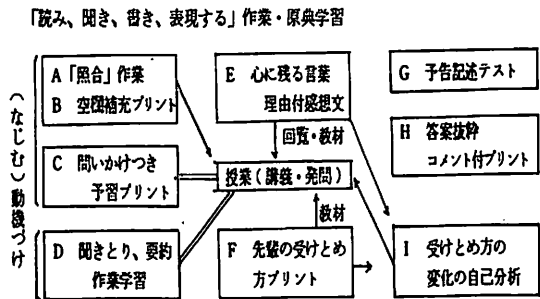 「読み、聞き、書き、表現する」作業・原典学習
（なじむ）動機づけ
A「照合」作業
B 空欄補充プリント
C 問いかけつき
予習プリント
D 聞きとり、要約
作業学習
E 心に残る言葉
理由付感想文
回覧・教材
授業（講義・発問）
教材
F 先輩の受けとめ
方プリント
G 予告記述テスト
H 答案抜粋
コメント付プリント
I 受けとめ方の
変化の自己分析